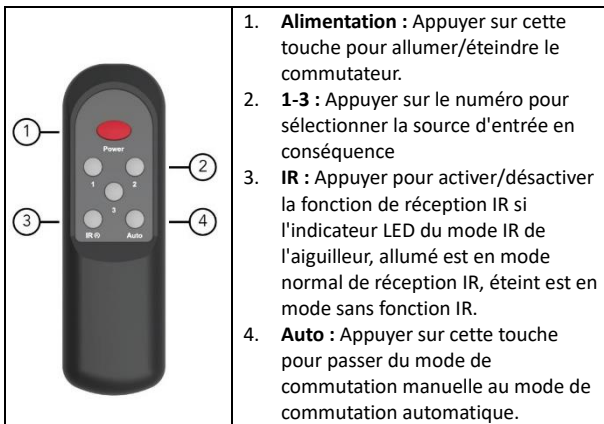 1
Power
2
1 2
3
3
4
IR Auto
1. Alimentation : Appuyer sur cette
touche pour allumer/éteindre le
commutateur.
2. 1-3 : Appuyer sur le numéro pour
sélectionner la source d'entrée en
conséquence
3. IR : Appuyer pour activer/désactiver
la fonction de réception IR si
l'indicateur LED du mode IR de
l'aiguilleur, allumé est en mode
normal de réception IR, éteint est en
mode sans fonction IR.
4. Auto : Appuyer sur cette touche
pour passer du mode de
commutation manuelle au mode de
commutation automatique.